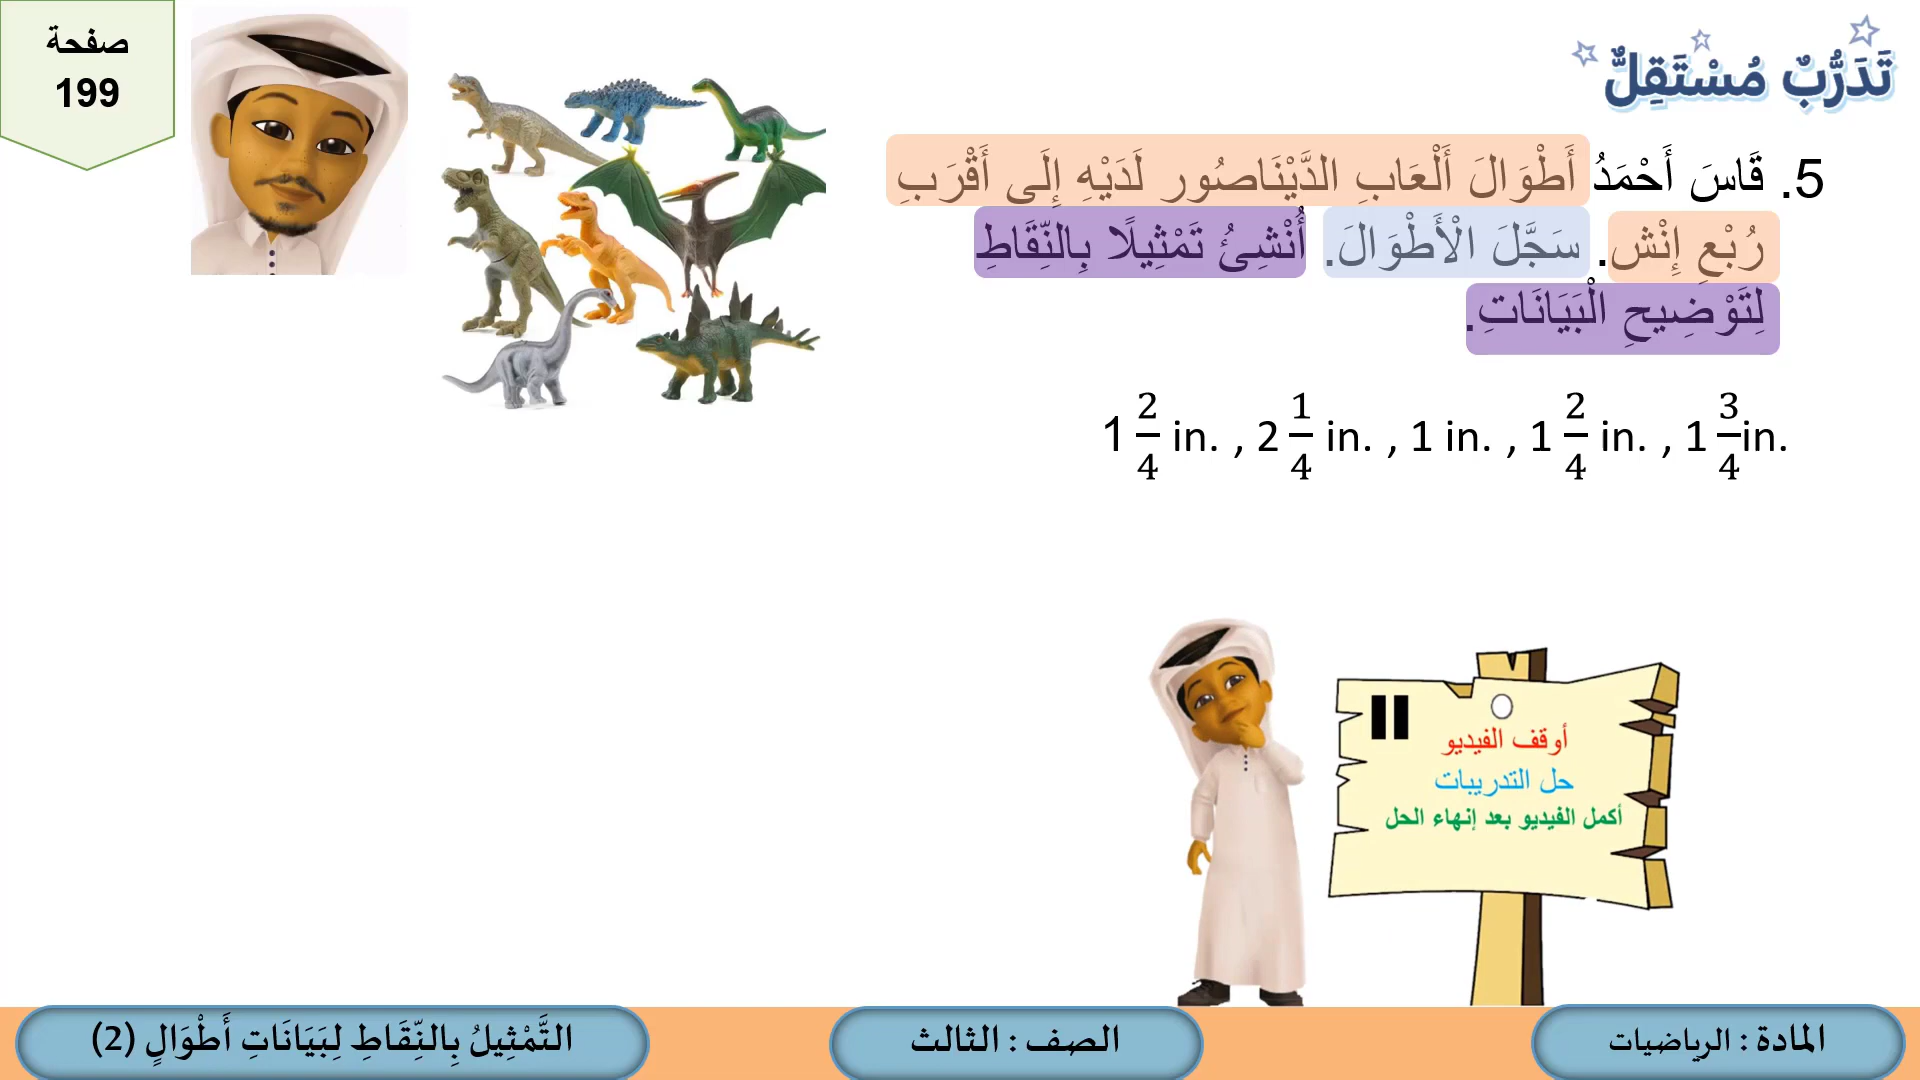 صفحة
199
تَدَرُّبٌ مُسْتَقِلٌّ
5. قَاسَ أَحْمَدُ أَطْوَالَ أَلْعَابِ الدَّيْنَاصُور لَدَيْهِ إِلَى أَقْرَبِ
رُبْعِ إِنْش. سَجَّلَ الْأَطْوَالَ. أُنْشِئُ تَمْثِيلًا بِالنِّقَاطِ
لِتَوْضِيحِ الْبَيَانَاتِ.
1 2/4 in. , 2 1/4 in. , 1 in. , 1 2/4 in. , 1 3/4 in.
أوقف الفيديو
حل التدريبات
أكمل الفيديو بعد إنهاء الحل
المادة : الرياضيات
الصف : الثالث
التَّمْثِيلُ بِالنِّقَاطِ لِبَيَانَاتِ أَطْوَالٍ (2)